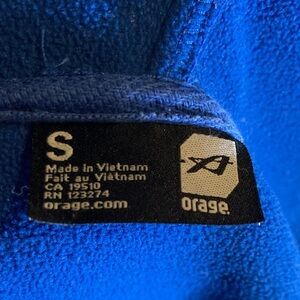 S
Made in Vietnam
Fait au Viêtnam
CA 19510
RN 123274
orage.com
orage